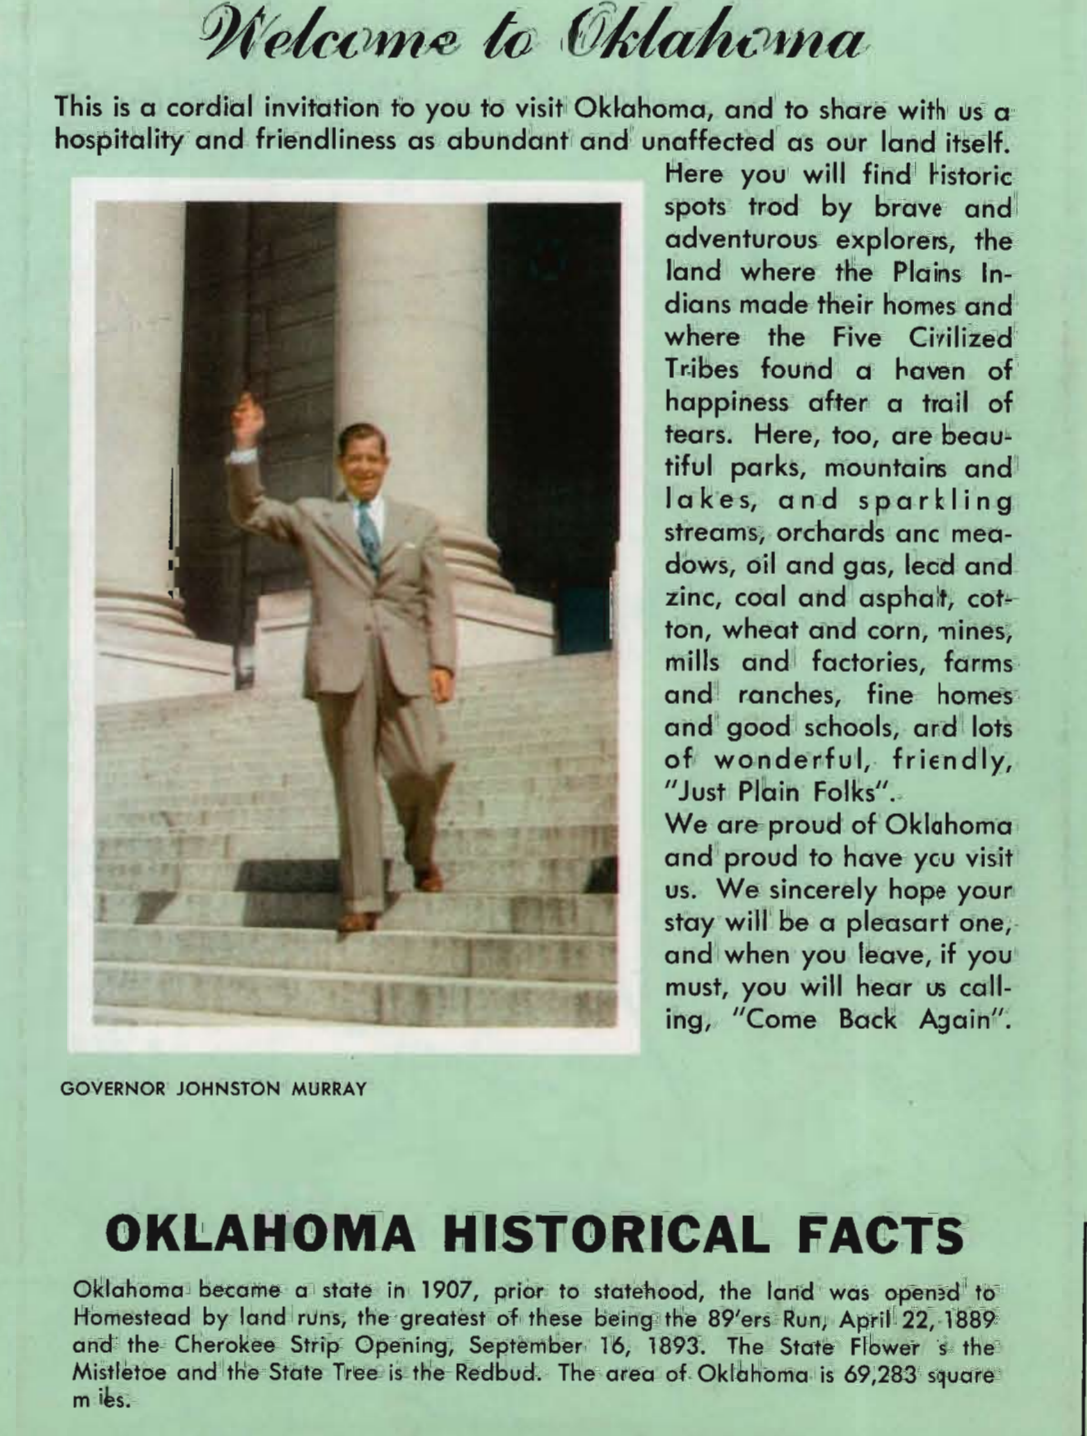 Welcome to Oklahoma
This is a cordial invitation to you to visit Oklahoma, and to share with us a
hospitality and friendliness as abundant and unaffected as our land itself.
Here you will find historic
spots trod by brave and
adventurous explorers, the
land where the Plains In-
dians made their homes and
where the Five Civilized
Tribes found a haven of
happiness after a trail of
tears. Here, too, are beau-
tiful parks, mountains and
lakes, and sparkling
streams, orchards and mea-
dows, oil and gas, lead and
zinc, coal and asphalt, cot-
ton, wheat and corn, mines,
mills and factories, farms
and ranches, fine homes
and good schools, and lots
of wonderful, friendly,
"Just Plain Folks".
We are proud of Oklahoma
and proud to have you visit
us. We sincerely hope your
stay will be a pleasant one,
and when you leave, if you
must, you will hear us call-
ing, "Come Back Again".
GOVERNOR JOHNSTON MURRAY
OKLAHOMA HISTORICAL FACTS
Oklahoma became a state in 1907, prior to statehood, the land was opened to
Homestead by land runs, the greatest of these being the 89'ers Run, April 22, 1889
and the Cherokee Strip Opening, September 16, 1893. The State Flower is the
Mistletoe and the State Tree is the Redbud. The area of Oklahoma is 69,283 square
miles.